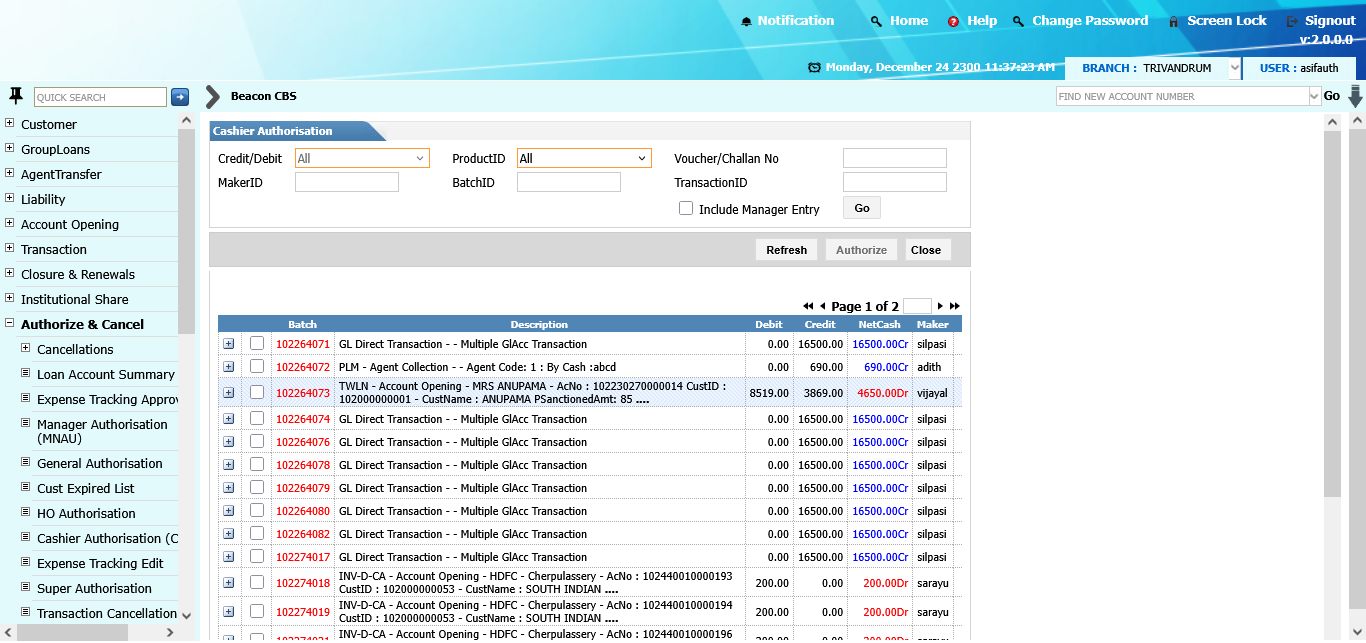 Notification Home Help Change Password Screen Lock Signout
v:2.0.0.0
Monday, December 24 2300 11:37:23 AM BRANCH : TRIVANDRUM USER : asifauth
QUICK SEARCH Beacon CBS FIND NEW ACCOUNT NUMBER Go
Customer
GroupLoans
AgentTransfer
Liability
Account Opening
Transaction
Closure & Renewals
Institutional Share
Authorize & Cancel
Cancellations
Loan Account Summary
Expense Tracking Approv
Manager Authorisation
(MNAU)
General Authorisation
Cust Expired List
HO Authorisation
Cashier Authorisation (C
Expense Tracking Edit
Super Authorisation
Transaction Cancellation
Cashier Authorisation
Credit/Debit All ProductID All Voucher/Challan No
MakerID BatchID TransactionID
Include Manager Entry Go
Refresh Authorize Close
Page 1 of 2
Batch Description Debit Credit NetCash Maker
102264071 GL Direct Transaction - - Multiple GlAcc Transaction 0.00 16500.00 16500.00Cr silpasi
102264072 PLM - Agent Collection - - Agent Code: 1 : By Cash :abcd 0.00 690.00 690.00Cr adith
102264073 TWLN - Account Opening - MRS ANUPAMA - AcNo : 102230270000014 CustID : 8519.00 3869.00 4650.00Dr vijayal
102000000001 - CustName : ANUPAMA PSanctionedAmt: 85 ....
102264074 GL Direct Transaction - - Multiple GlAcc Transaction 0.00 16500.00 16500.00Cr silpasi
102264076 GL Direct Transaction - - Multiple GlAcc Transaction 0.00 16500.00 16500.00Cr silpasi
102264078 GL Direct Transaction - - Multiple GlAcc Transaction 0.00 16500.00 16500.00Cr silpasi
102264079 GL Direct Transaction - - Multiple GlAcc Transaction 0.00 16500.00 16500.00Cr silpasi
102264080 GL Direct Transaction - - Multiple GlAcc Transaction 0.00 16500.00 16500.00Cr silpasi
102264082 GL Direct Transaction - - Multiple GlAcc Transaction 0.00 16500.00 16500.00Cr silpasi
102274017 GL Direct Transaction - - Multiple GlAcc Transaction 0.00 16500.00 16500.00Cr silpasi
102274018 INV-D-CA - Account Opening - HDFC - Cherpulassery - AcNo : 102440010000193 200.00 0.00 200.00Dr sarayu
CustID : 102000000053 - CustName : SOUTH INDIAN ....
102274019 INV-D-CA - Account Opening - HDFC - Cherpulassery - AcNo : 102440010000194 200.00 0.00 200.00Dr sarayu
CustID : 102000000053 - CustName : SOUTH INDIAN ....
INV-D-CA - Account Opening - HDFC - Cherpulassery - AcNo : 102440010000196